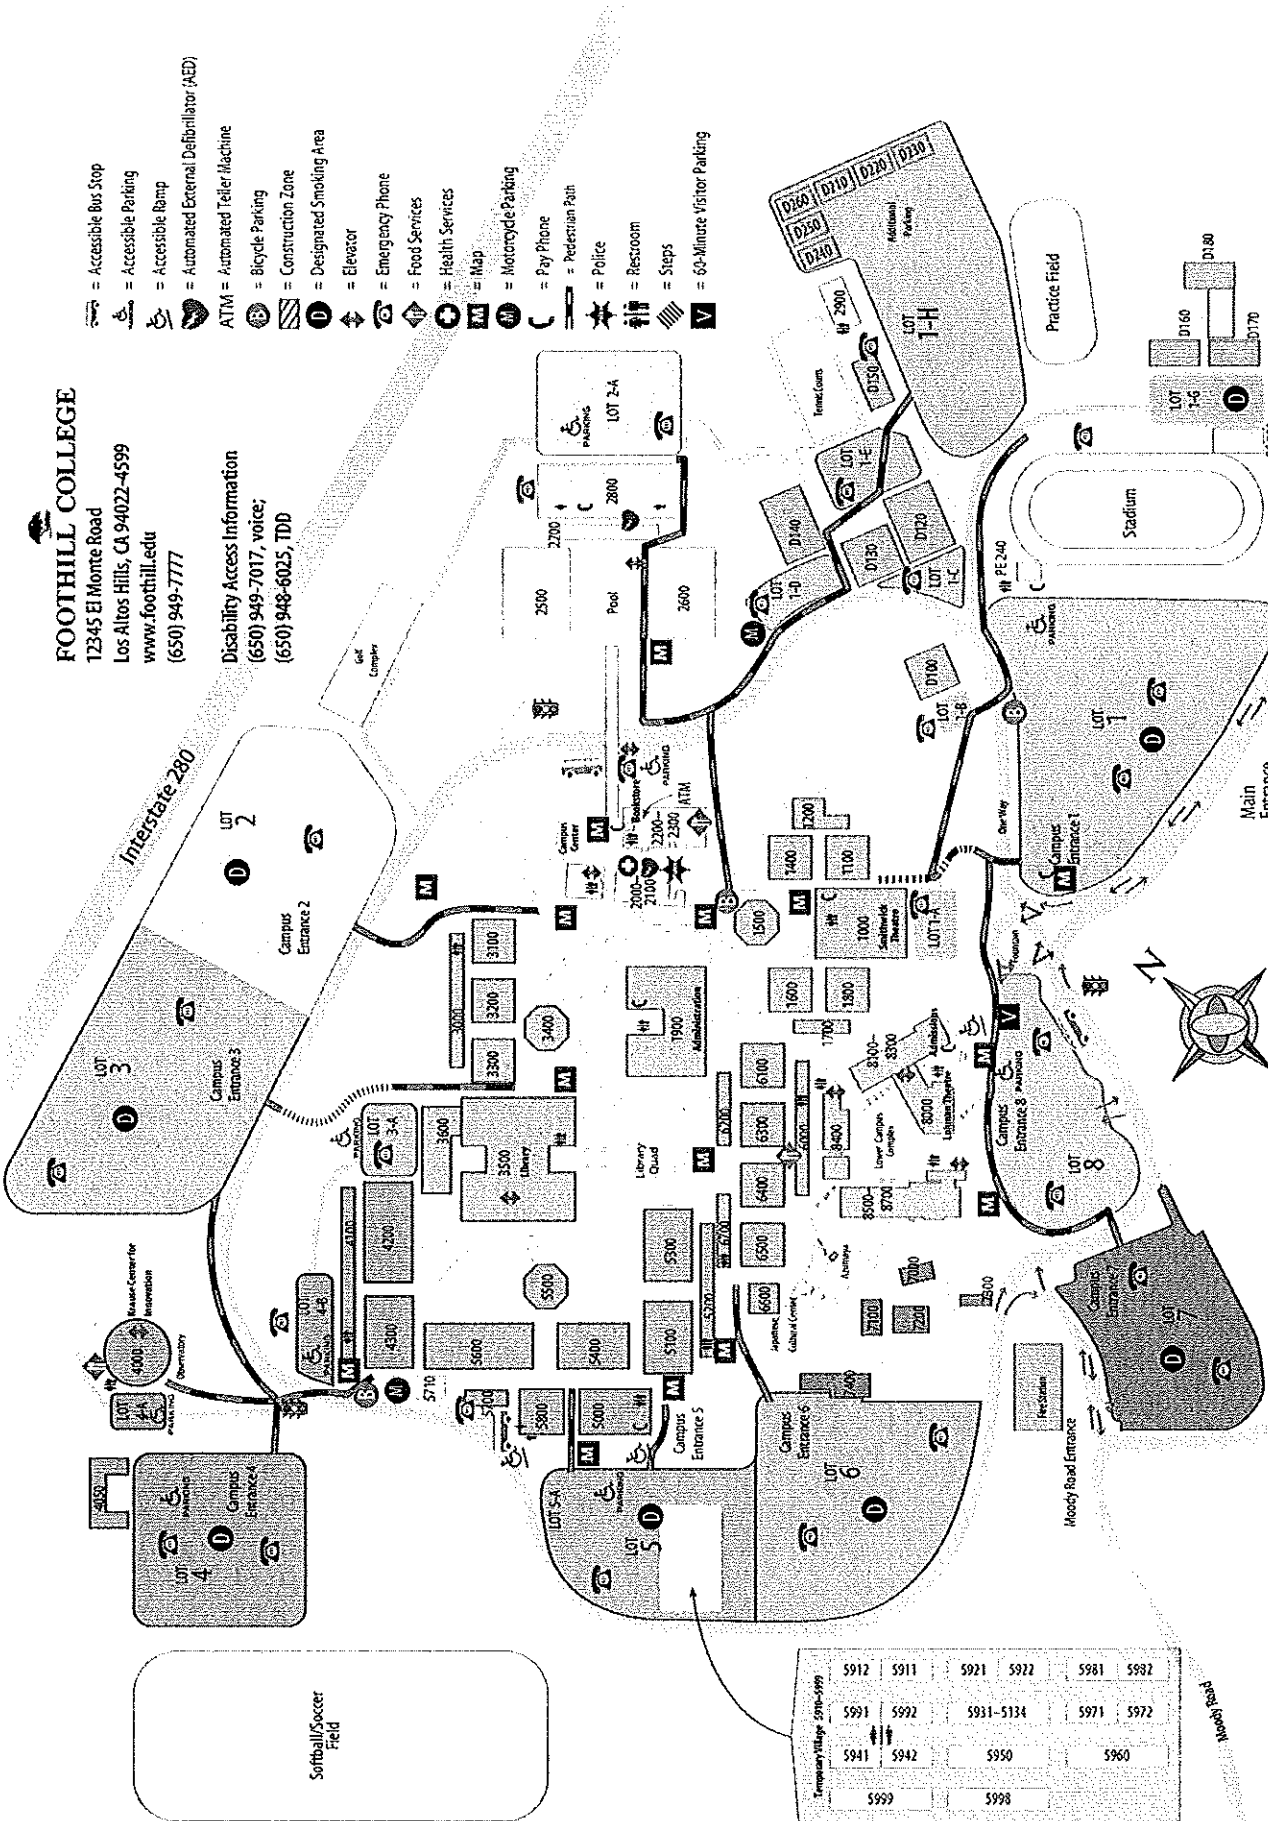 FOOTHILL COLLEGE
12345 El Monte Road
Los Altos Hills, CA 94022-4599
www.foothill.edu
(650) 949-7777
Disability Access Information
(650) 949-7017, voice;
(650) 948-6025, TDD
= Accessible Bus Stop
= Accessible Parking
= Accessible Ramp
= Automated External Defibrillator (AED)
ATM = Automated Teller Machine
B = Bicycle Parking
= Construction Zone
D = Designated Smoking Area
= Elevator
= Emergency Phone
= Food Services
= Health Services
M = Map
M = Motorcycle Parking
= Pay Phone
= Pedestrian Path
= Police
= Restroom
= Steps
V = 60-Minute Visitor Parking
Interstate 280
Softball/Soccer
Field
4050
LOT
4
PARKING
Campus
Entrance 4
LOT
4-A
PARKING
4000
Krause Center for
Innovation
Observatory
LOT
3
Campus
Entrance 3
LOT
2
Campus
Entrance 2
Golf
Complex
LOT
4-B
PARKING
4100
4200
4300
PARKING
LOT
3-A
3600
3500
Library
3000
3100
3200
3300
3400
5710
5700
5800
5000
5600
5400
5500
5300
5100
5200
Library
Quad
1900
Administration
Campus
Center
2000-
2100
Bookstore
2200-
2300
ATM
PARKING
2500
Pool
2600
2200
2800
PARKING
LOT 2-A
LOT 5-A
PARKING
LOT
5
Campus
Entrance 5
Campus
Entrance 6
LOT
6
6700
6200
6600
6500
6400
6300
6100
6000
Japanese
Cultural Center
Azumaya
7400
7100
7200
7000
8500-
8700
8400
Lower Campus
Complex
8000
8100-
8300
Admissions
1700
1600
1800
1500
1000
Smithwick
Theatre
LOT 1-A
1400
1100
1200
D100
LOT
1-B
LOT
1-D
D140
D130
D120
LOT
1-C
LOT
1-E
Tennis Courts
D150
2900
LOT
1-H
D240
D250
D260
D210
D220
D230
Additional
Parking
Practice Field
D160
D180
D170
LOT
1-G
Stadium
PE 240
PARKING
LOT
1
One Way
Campus
Entrance 1
Main
Entrance
Fountain
PARKING
Campus
Entrance 8
LOT
8
Campus
Entrance 7
LOT
7
Fire Station
Moody Road Entrance
Moody Road
Temporary Village 5910-5999
5912 5911 5921 5922 5981 5982
5991 5992 5931-5134 5971 5972
5941 5942 5950 5960
5999 5998
N